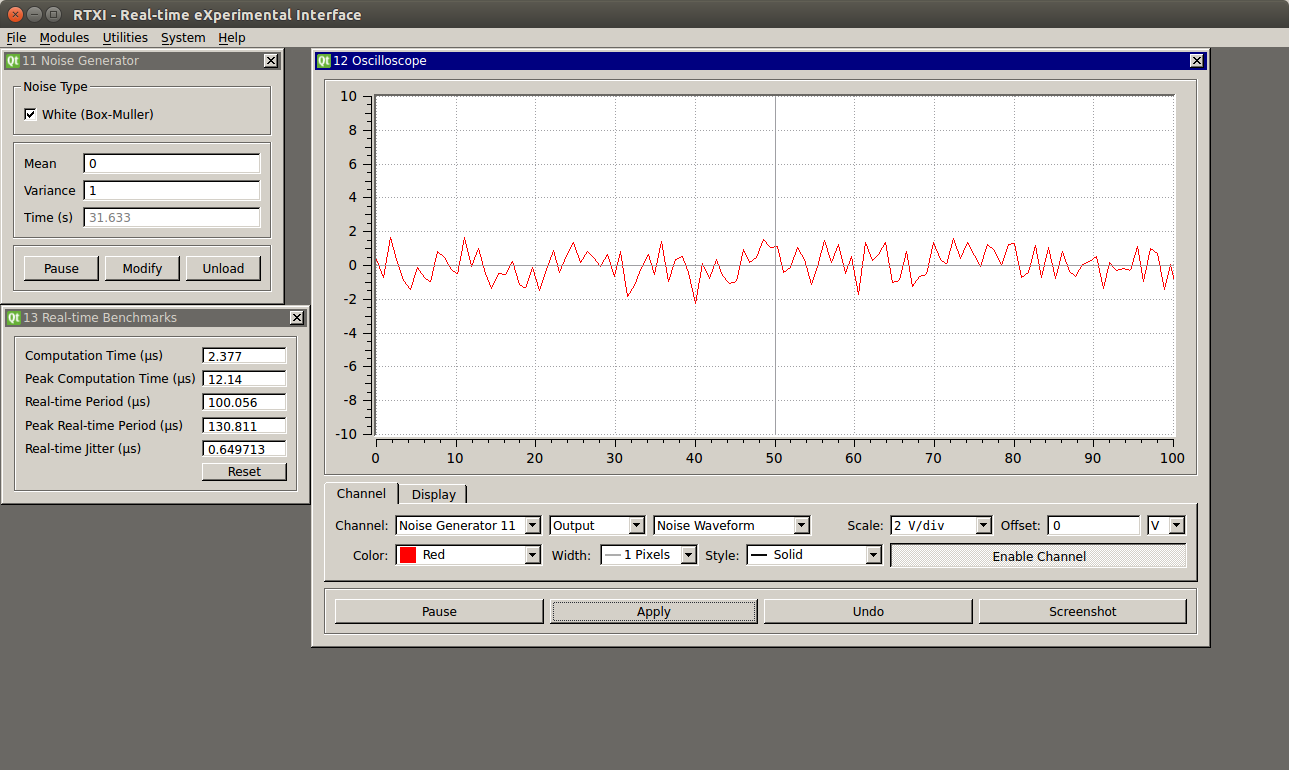 RTXI - Real-time eXperimental Interface
File Modules Utilities System Help
Qt 11 Noise Generator
Noise Type
White (Box-Muller)
Mean 0
Variance 1
Time (s) 31.633
Pause Modify Unload
Qt 13 Real-time Benchmarks
Computation Time (µs) 2.377
Peak Computation Time (µs) 12.14
Real-time Period (µs) 100.056
Peak Real-time Period (µs) 130.811
Real-time Jitter (µs) 0.649713
Reset
Qt 12 Oscilloscope
10
8
6
4
2
0
-2
-4
-6
-8
-10
0 10 20 30 40 50 60 70 80 90 100
Channel Display
Channel: Noise Generator 11 Output Noise Waveform Scale: 2 V/div Offset: 0 V
Color: Red Width: 1 Pixels Style: Solid Enable Channel
Pause Apply Undo Screenshot